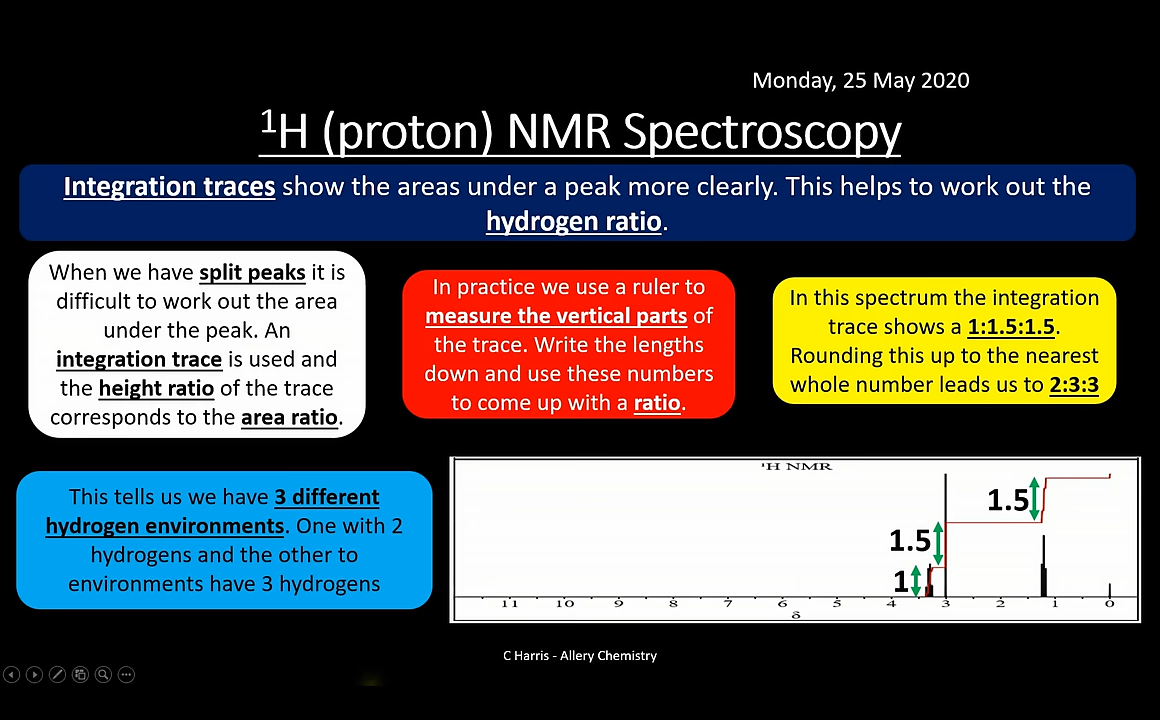 Monday, 25 May 2020
¹H (proton) NMR Spectroscopy
Integration traces show the areas under a peak more clearly. This helps to work out the
hydrogen ratio.
When we have split peaks it is
difficult to work out the area
under the peak. An
integration trace is used and
the height ratio of the trace
corresponds to the area ratio.
In practice we use a ruler to
measure the vertical parts of
the trace. Write the lengths
down and use these numbers
to come up with a ratio.
In this spectrum the integration
trace shows a 1:1.5:1.5.
Rounding this up to the nearest
whole number leads us to 2:3:3
This tells us we have 3 different
hydrogen environments. One with 2
hydrogens and the other to
environments have 3 hydrogens
¹H NMR
1.5
1.5
1
11 10 9 8 7 6 5 4 3 2 1 0
δ
C Harris - Allery Chemistry